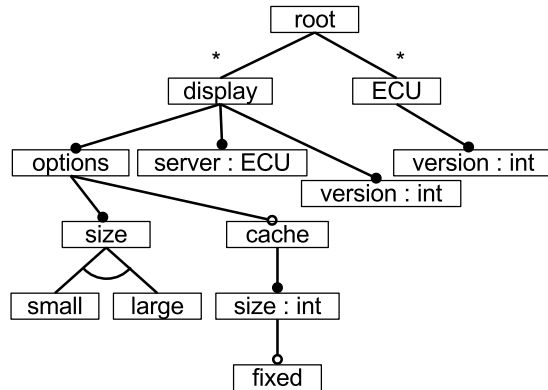 root
* *
display ECU
options server : ECU version : int
version : int
size cache
small large size : int
fixed